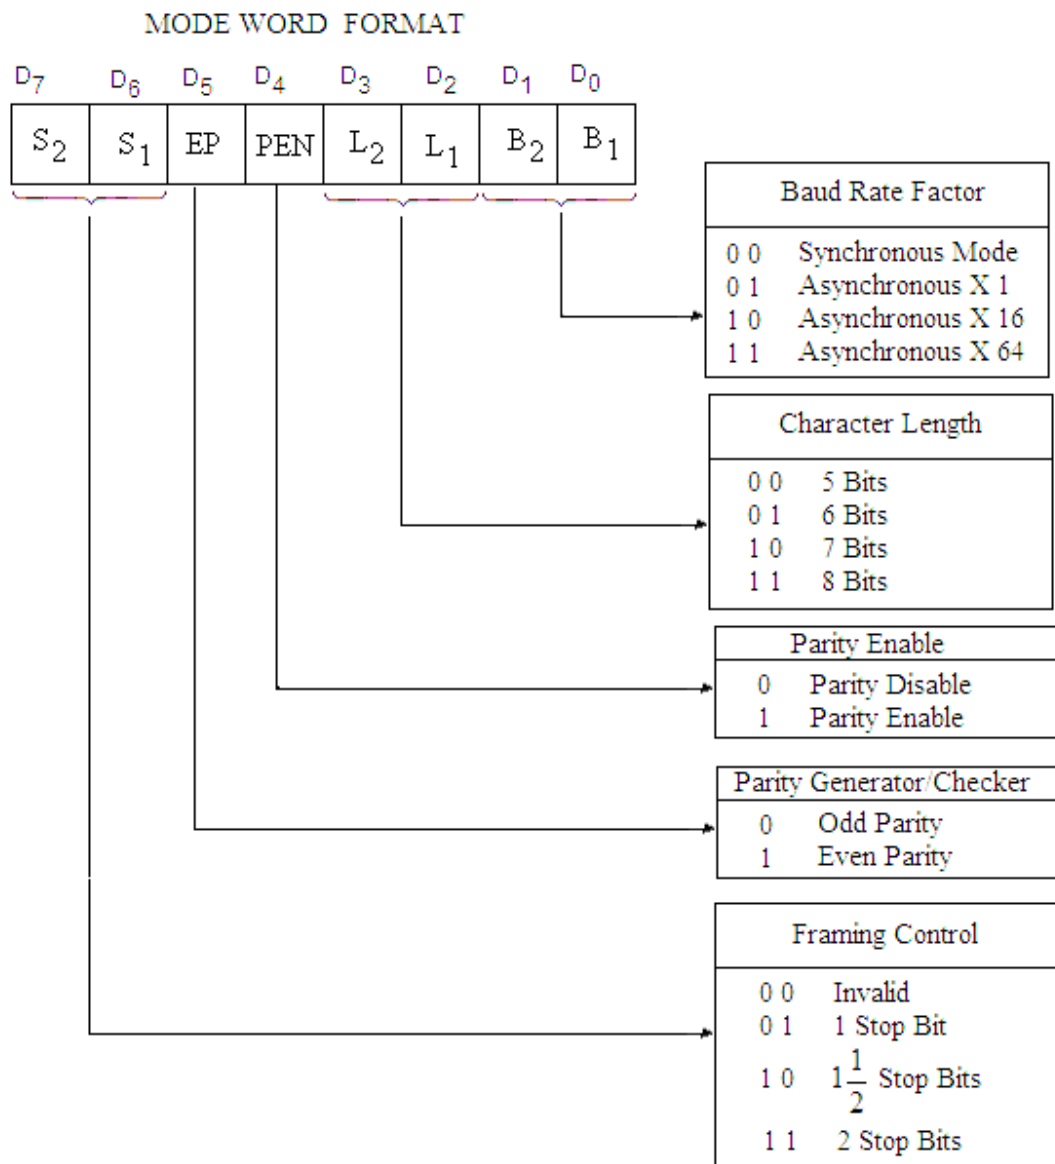 MODE WORD FORMAT
D7 D6 D5 D4 D3 D2 D1 D0
S2 S1 EP PEN L2 L1 B2 B1
Baud Rate Factor
0 0 Synchronous Mode
0 1 Asynchronous X 1
1 0 Asynchronous X 16
1 1 Asynchronous X 64
Character Length
0 0 5 Bits
0 1 6 Bits
1 0 7 Bits
1 1 8 Bits
Parity Enable
0 Parity Disable
1 Parity Enable
Parity Generator/Checker
0 Odd Parity
1 Even Parity
Framing Control
0 0 Invalid
0 1 1 Stop Bit
1 0 1 1/2 Stop Bits
1 1 2 Stop Bits